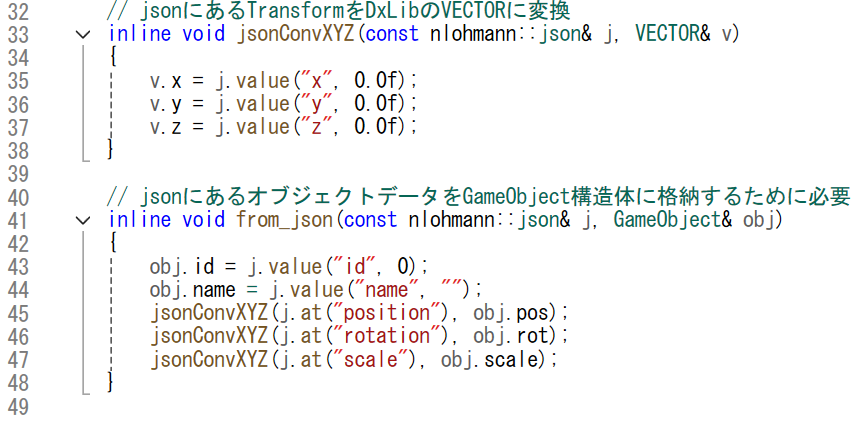 32 // jsonにあるTransformをDxLibのVECTORに変換
33 inline void jsonConvXYZ(const nlohmann::json& j, VECTOR& v)
34 {
35 v.x = j.value("x", 0.0f);
36 v.y = j.value("y", 0.0f);
37 v.z = j.value("z", 0.0f);
38 }
39
40 // jsonにあるオブジェクトデータをGameObject構造体に格納するために必要
41 inline void from_json(const nlohmann::json& j, GameObject& obj)
42 {
43 obj.id = j.value("id", 0);
44 obj.name = j.value("name", "");
45 jsonConvXYZ(j.at("position"), obj.pos);
46 jsonConvXYZ(j.at("rotation"), obj.rot);
47 jsonConvXYZ(j.at("scale"), obj.scale);
48 }
49